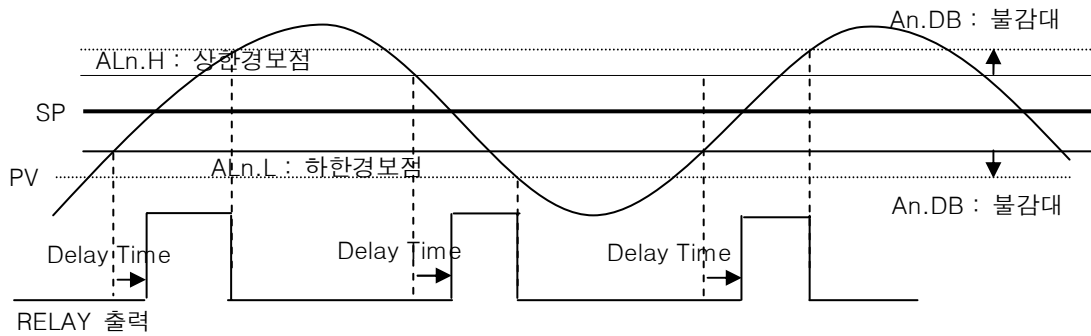 An.DB : 불감대
ALn.H : 상한경보점
SP
ALn.L : 하한경보점
PV
An.DB : 불감대
Delay Time
Delay Time
Delay Time
RELAY 출력